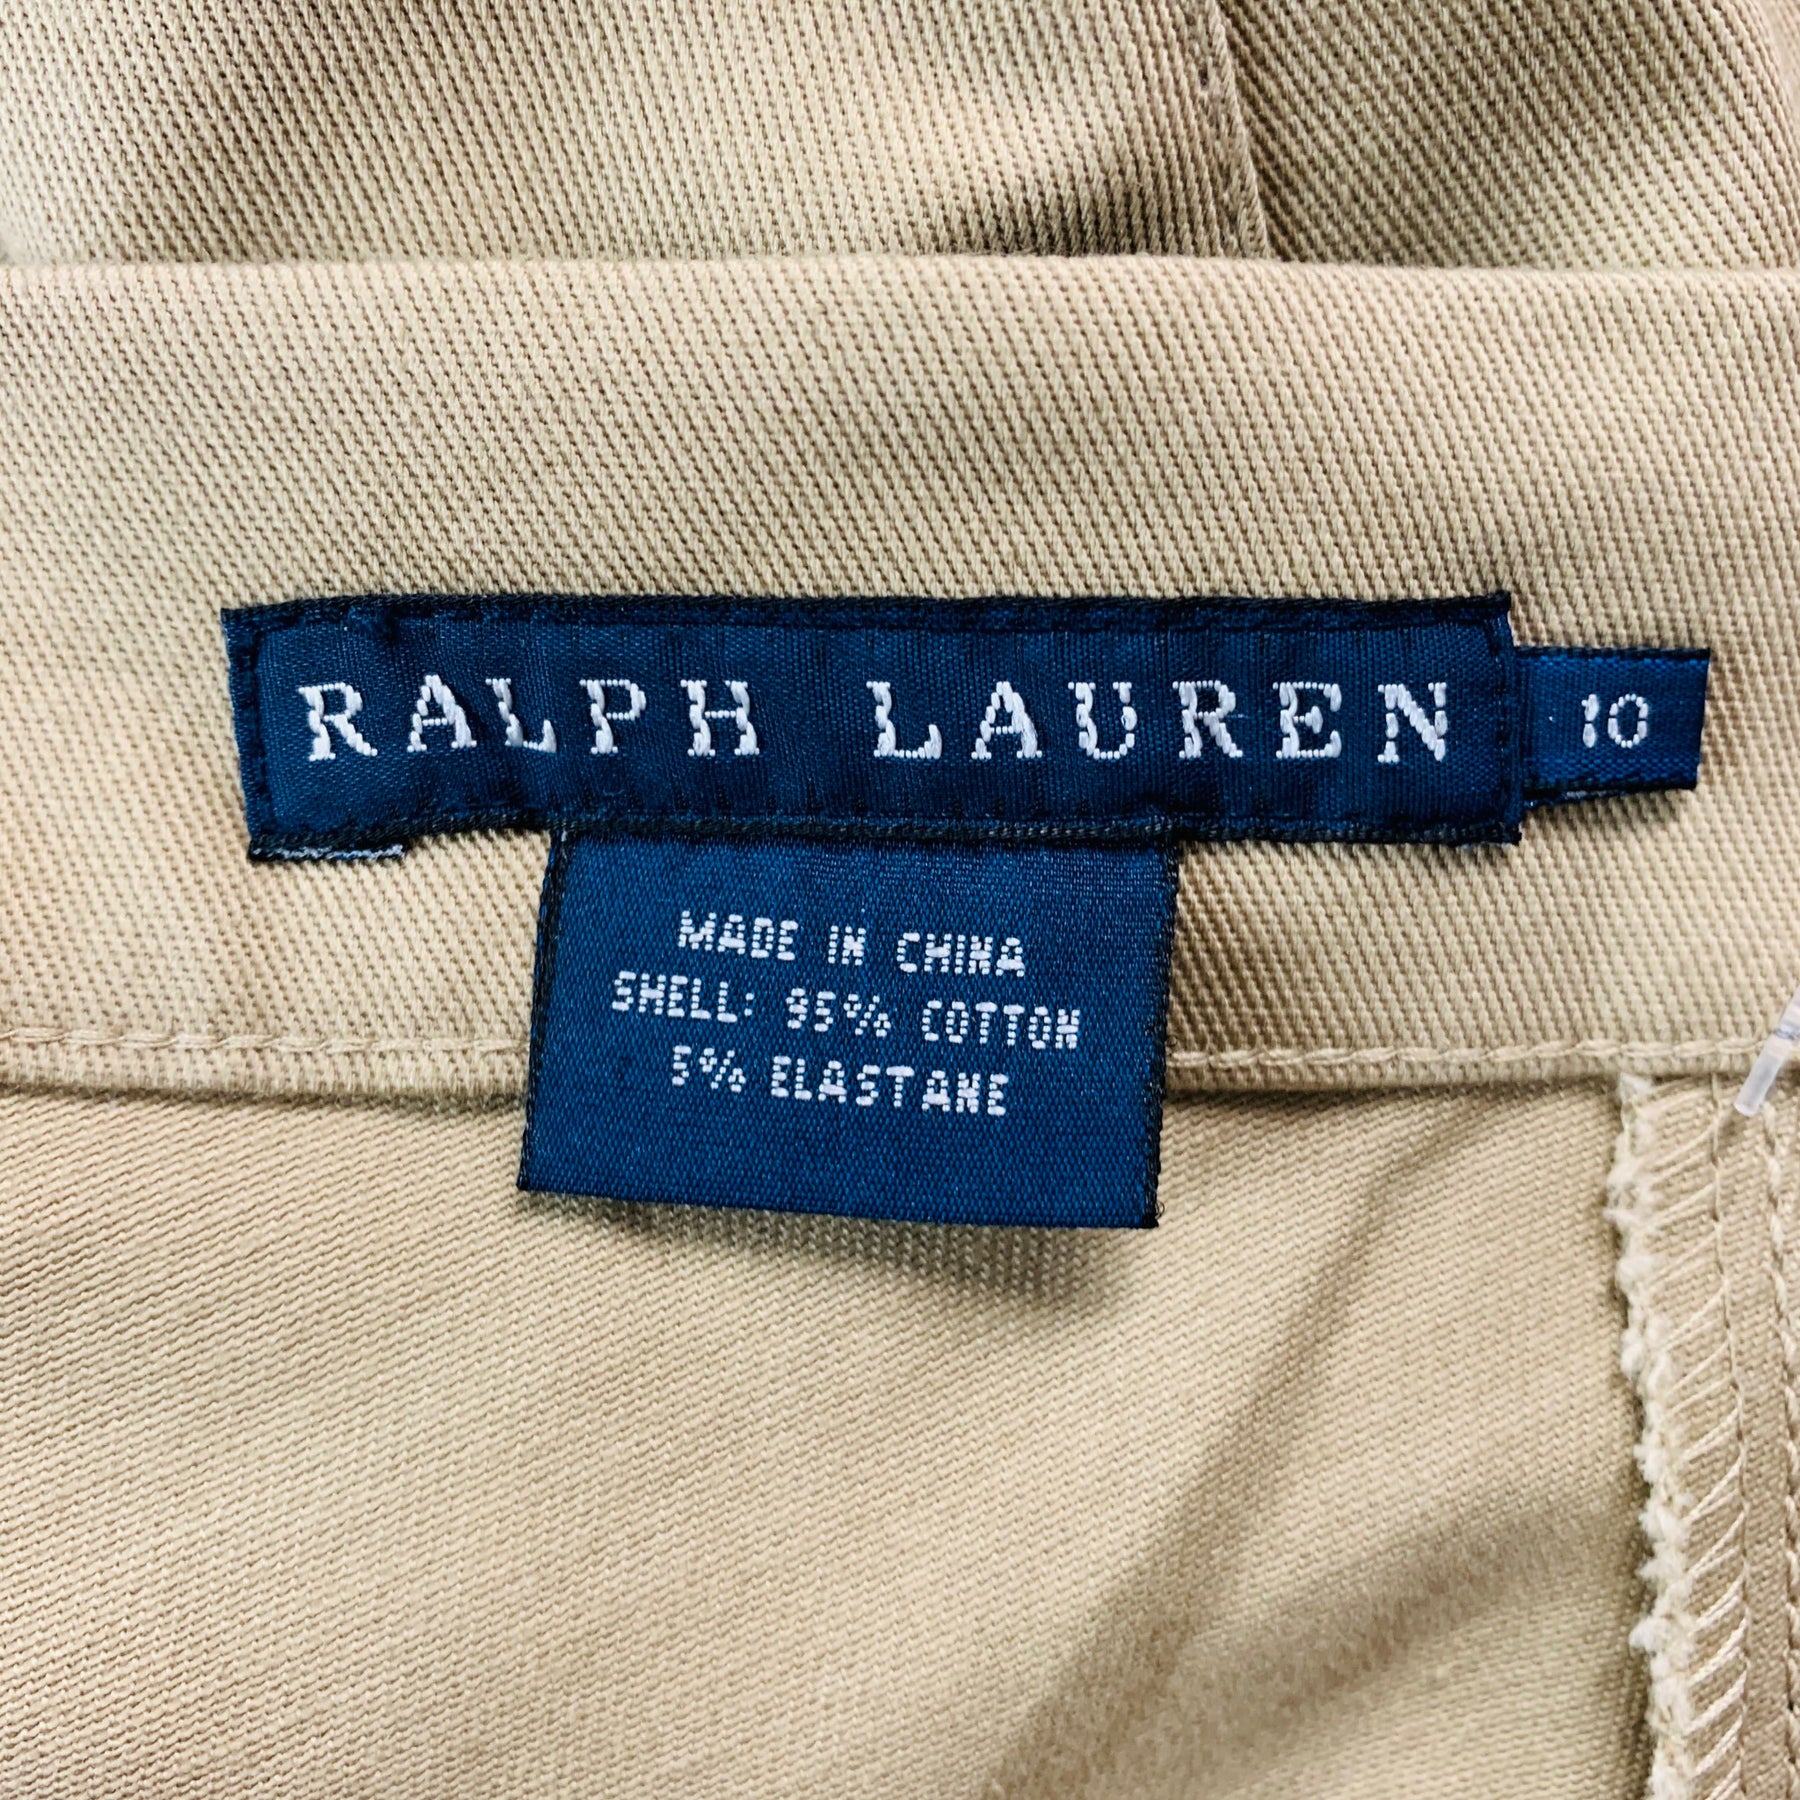 RALPH LAUREN 10
MADE IN CHINA
SHELL: 95% COTTON
5% ELASTANE